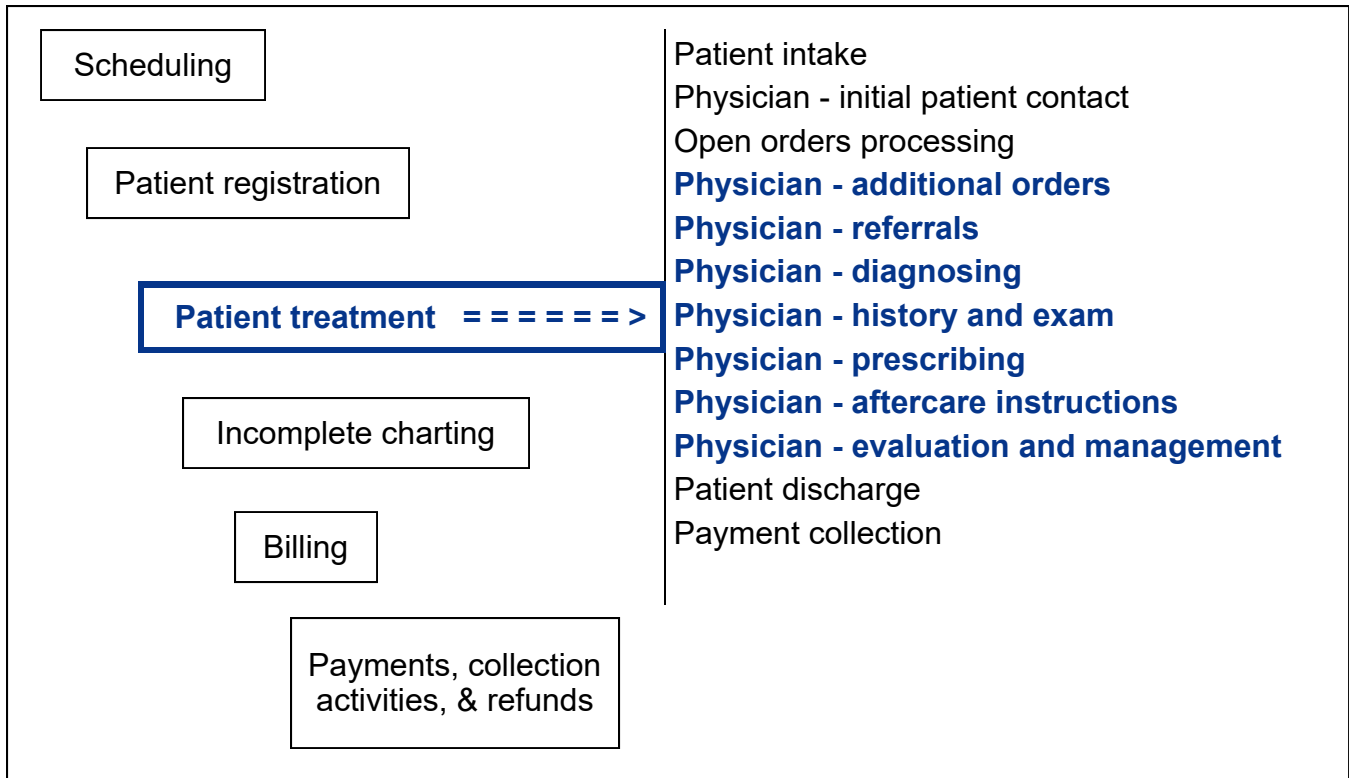 Scheduling
Patient registration
Patient treatment = = = = = = >
Incomplete charting
Billing
Payments, collection
activities, & refunds
Patient intake
Physician - initial patient contact
Open orders processing
Physician - additional orders
Physician - referrals
Physician - diagnosing
Physician - history and exam
Physician - prescribing
Physician - aftercare instructions
Physician - evaluation and management
Patient discharge
Payment collection